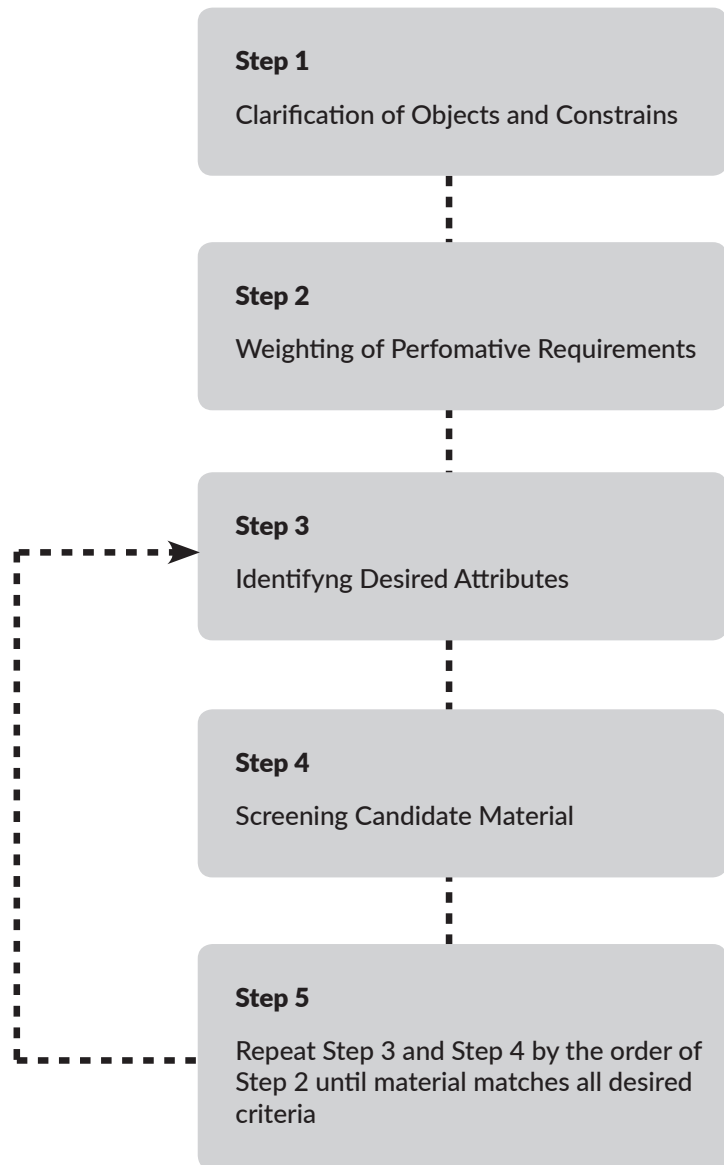 Step 1
Clarification of Objects and Constrains
Step 2
Weighting of Perfomative Requirements
Step 3
Identifyng Desired Attributes
Step 4
Screening Candidate Material
Step 5
Repeat Step 3 and Step 4 by the order of
Step 2 until material matches all desired
criteria